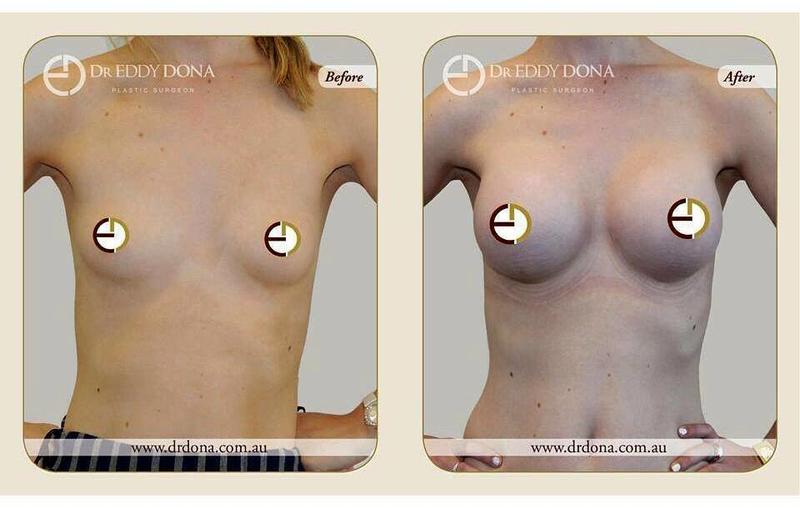 DR EDDY DONA
PLASTIC SURGEON
Before
www.drdona.com.au
DR EDDY DONA
PLASTIC SURGEON
After
www.drdona.com.au